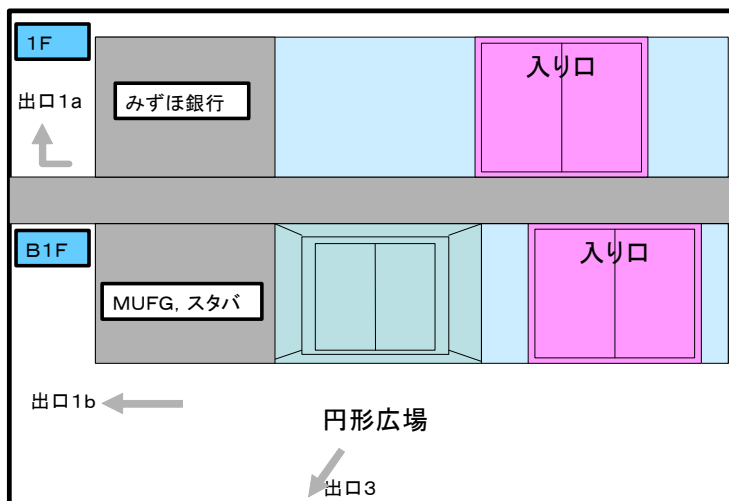 1F
出口1a
みずほ銀行
入り口
B1F
MUFG, スタバ
入り口
出口1b
円形広場
出口3